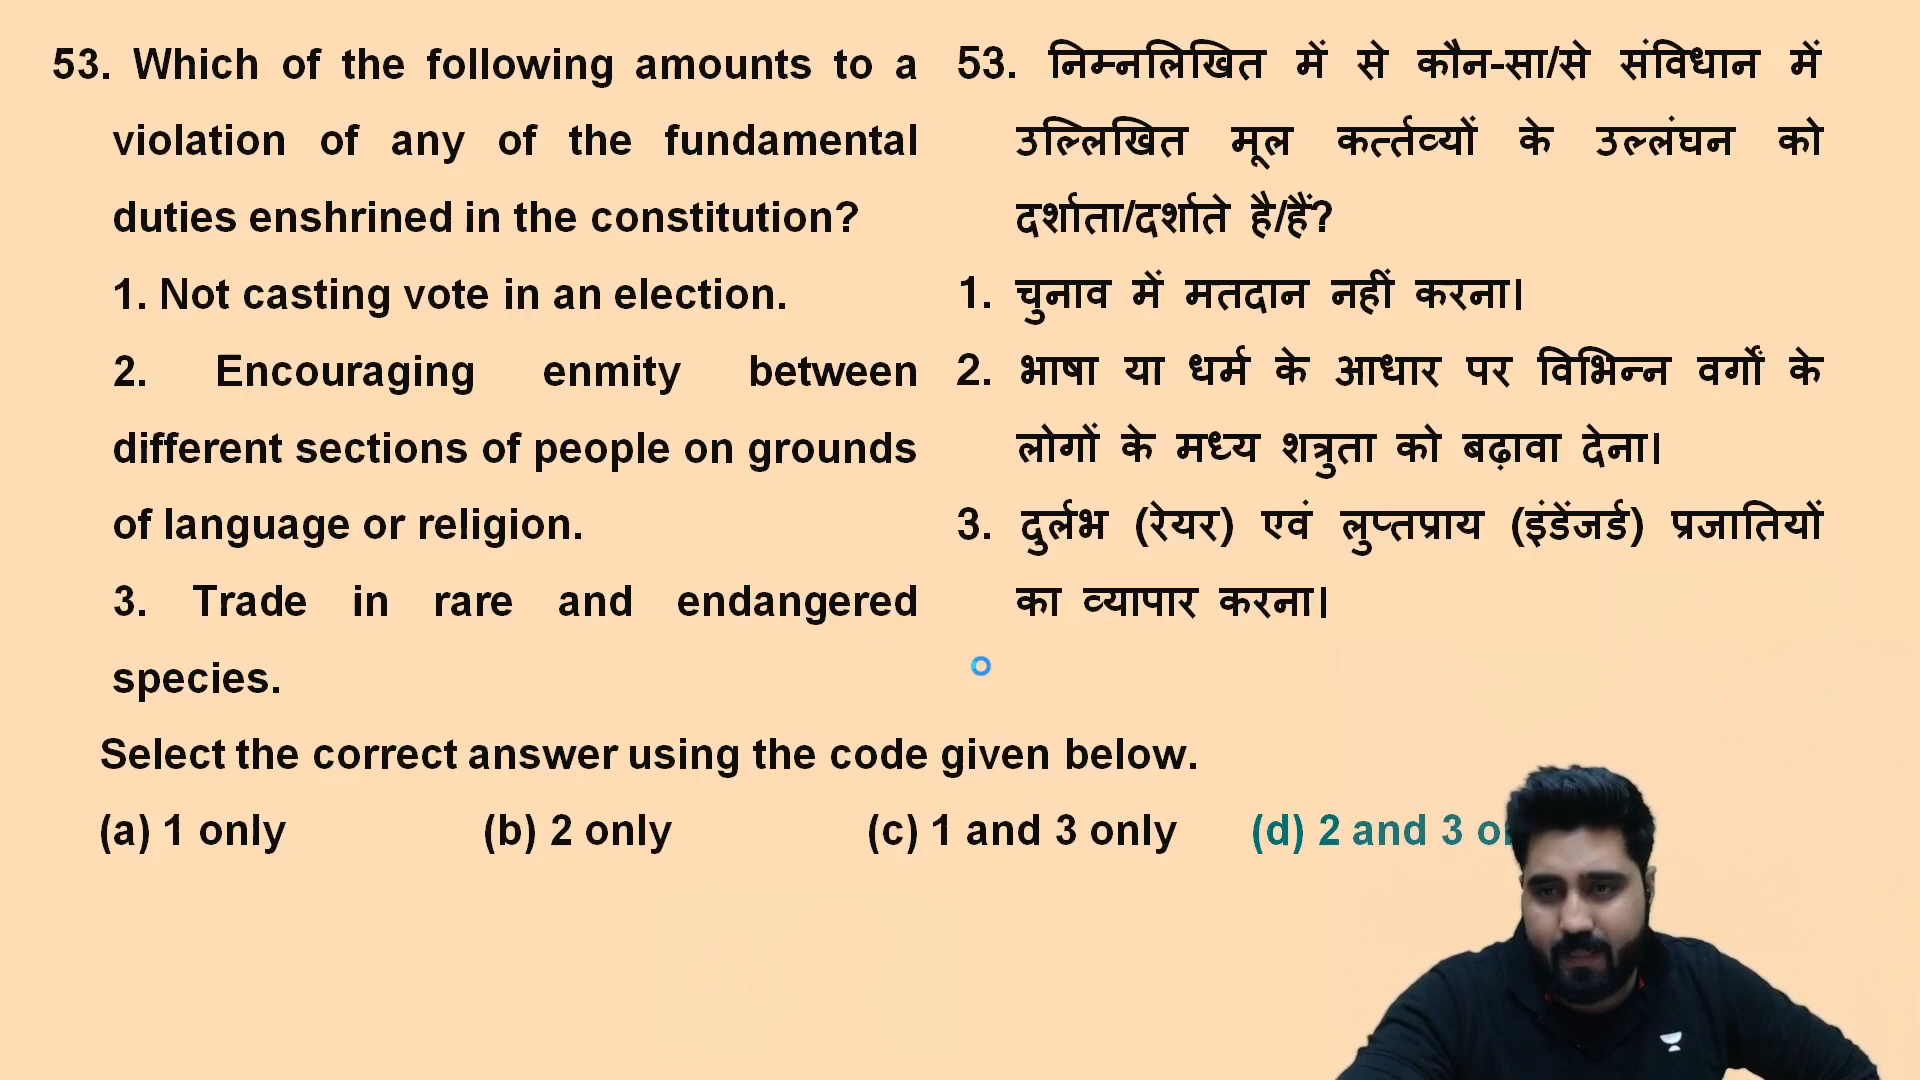 53. Which of the following amounts to a
violation of any of the fundamental
duties enshrined in the constitution?
1. Not casting vote in an election.
2. Encouraging enmity between
different sections of people on grounds
of language or religion.
3. Trade in rare and endangered
species.
53. निम्नलिखित में से कौन-सा/से संविधान में
उल्लिखित मूल कर्त्तव्यों के उल्लंघन को
दर्शाता/दर्शाते है/हैं?
1. चुनाव में मतदान नहीं करना।
2. भाषा या धर्म के आधार पर विभिन्न वर्गों के
लोगों के मध्य शत्रुता को बढ़ावा देना।
3. दुर्लभ (रेयर) एवं लुप्तप्राय (इंडेंजर्ड) प्रजातियों
का व्यापार करना।
Select the correct answer using the code given below.
(a) 1 only (b) 2 only (c) 1 and 3 only (d) 2 and 3